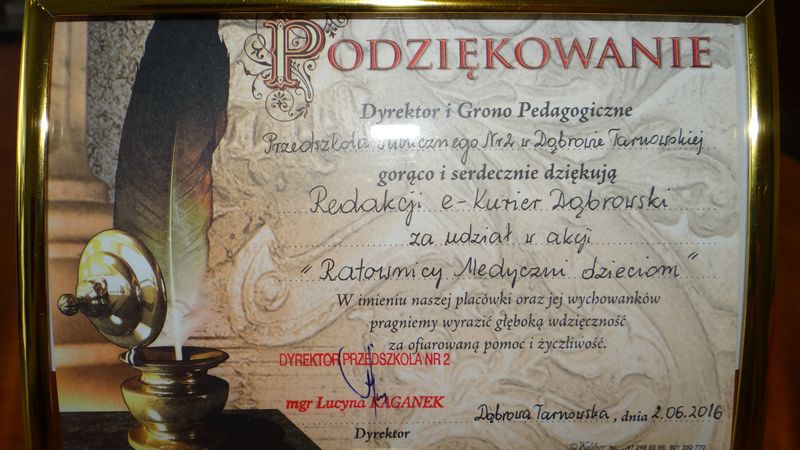 PODZIĘKOWANIE
Dyrektor i Grono Pedagogiczne
Przedszkola Publicznego Nr 2 w Dąbrowie Tarnowskiej
gorąco i serdecznie dziękują
Redakcji e-Kurier Dąbrowski
za udział w akcji
"Ratownicy Medyczni dzieciom"
W imieniu naszej placówki oraz jej wychowanków
pragniemy wyrazić głęboką wdzięczność
za ofiarowaną pomoc i życzliwość.
DYREKTOR PRZEDSZKOLA NR 2
mgr Lucyna KAGANEK
Dyrektor
Dąbrowa Tarnowska, dnia 2.06.2016